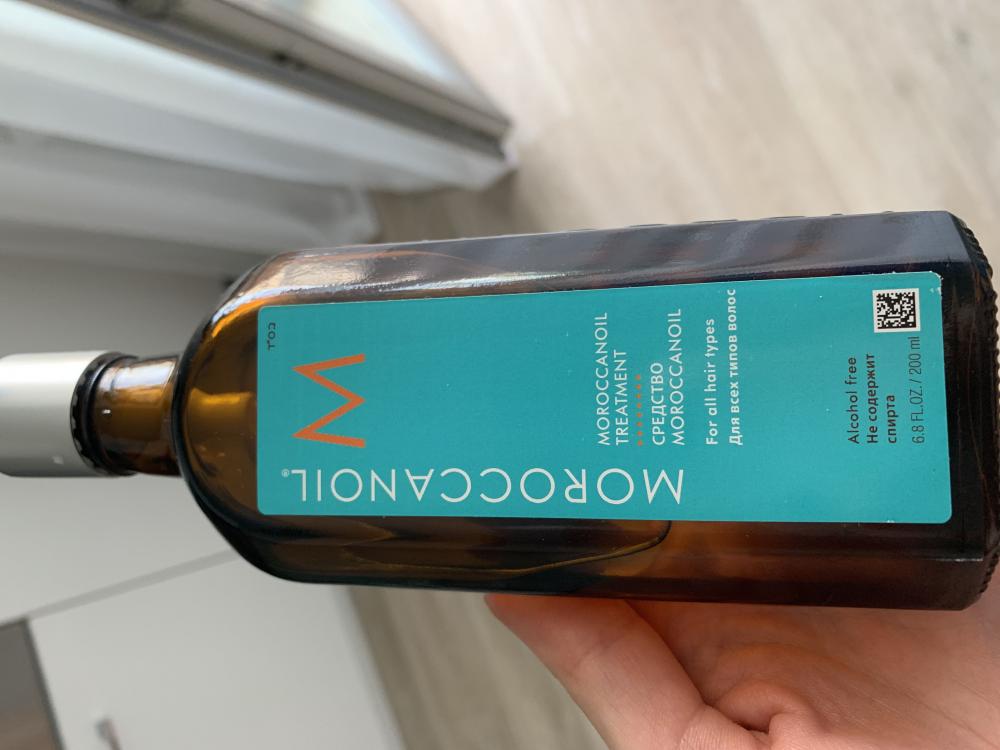 בס"ד
M
MOROCCANOIL®
MOROCCANOIL
TREATMENT
СРЕДСТВО
MOROCCANOIL
For all hair types
Для всех типов волос
Alcohol free
Не содержит
спирта
6.8 FL.OZ. / 200 ml